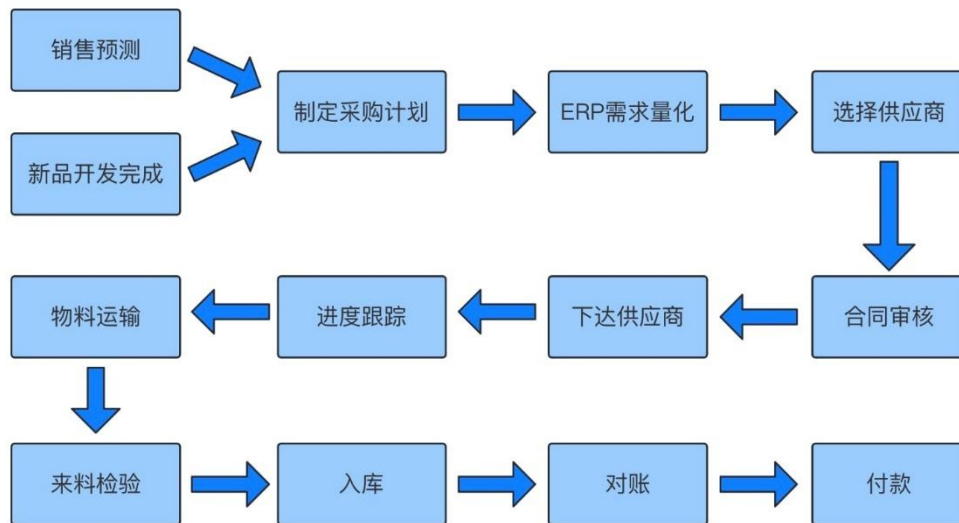 销售预测
新品开发完成
制定采购计划
ERP需求量化
选择供应商
合同审核
下达供应商
进度跟踪
物料运输
来料检验
入库
对账
付款